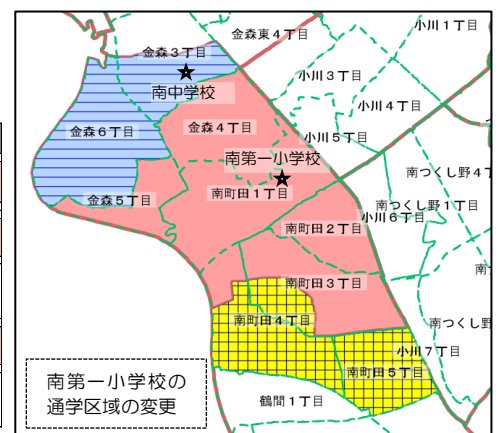 小川1丁目
金森東4丁目
金森3丁目
小川3丁目
南中学校
小川4丁目
金森6丁目
金森4丁目
小川5丁目
南第一小学校
南つくし野4丁
金森5丁目
南町田1丁目
南つくし野1丁目
小川6丁目
南町田2丁目
南
南町田3丁目
南町田4丁目
南つくし
小川7丁目
南町田5丁目
鶴間1丁目
南第一小学校の
通学区域の変更